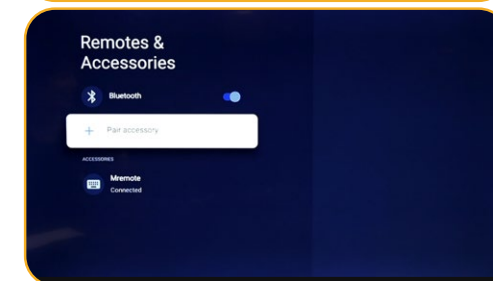 Remotes &
Accessories
Bluetooth
Pair accessory
ACCESSORIES
Mremote
Connected